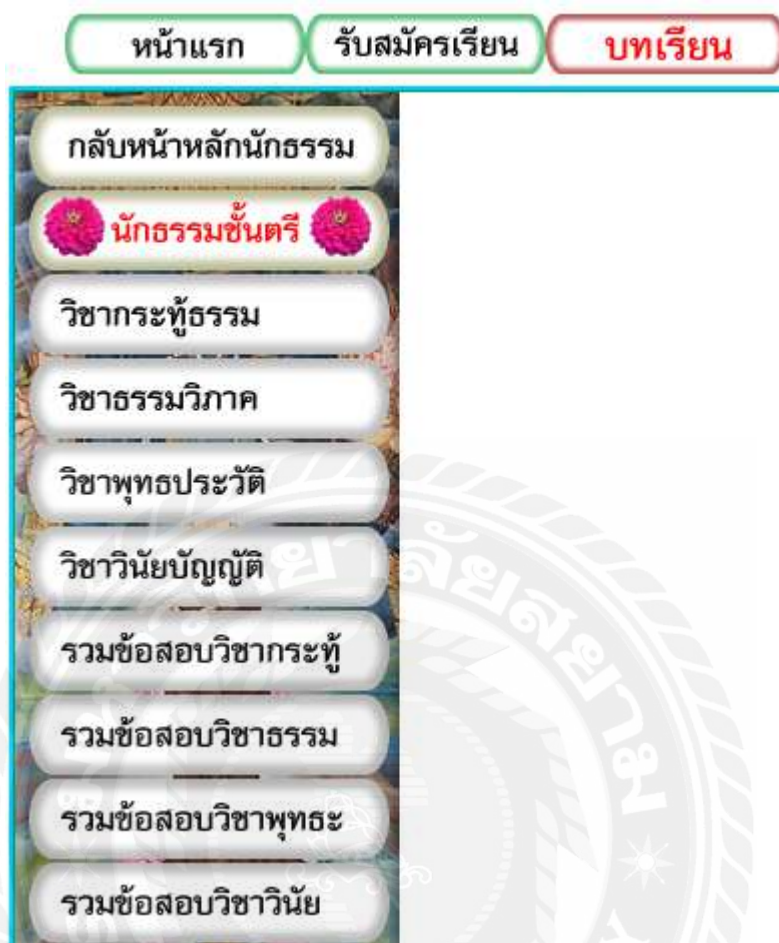 หน้าแรก รับสมัครเรียน บทเรียน
กลับหน้าหลักนักธรรม
นักธรรมชั้นตรี
วิชากระทู้ธรรม
วิชาธรรมวิภาค
วิชาพุทธประวัติ
วิชาวินัยบัญญัติ
รวมข้อสอบวิชากระทู้
รวมข้อสอบวิชาธรรม
รวมข้อสอบวิชาพุทธะ
รวมข้อสอบวิชาวินัย